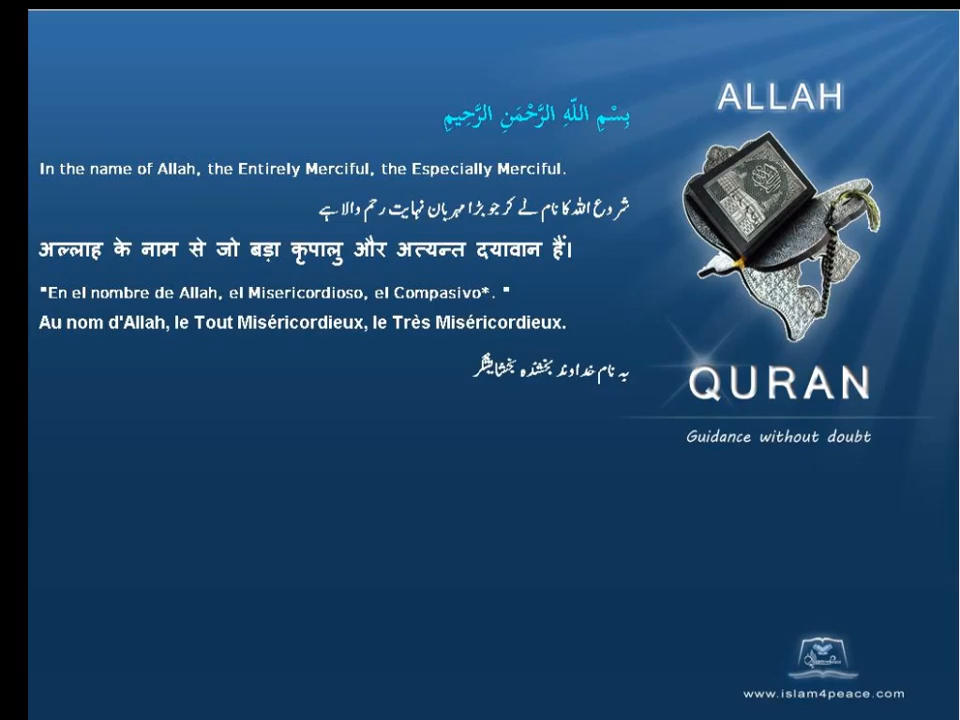 بِسْمِ اللّهِ الرَّحْمَنِ الرَّحِيمِ
In the name of Allah, the Entirely Merciful, the Especially Merciful.
شروع الله کا نام لے کر جو بڑا مہربان نہایت رحم والا ہے
अल्लाह के नाम से जो बड़ा कृपालु और अत्यन्त दयावान हैं।
"En el nombre de Allah, el Misericordioso, el Compasivo*. "
Au nom d'Allah, le Tout Miséricordieux, le Très Miséricordieux.
به نام خداوند بخشنده بخشایشگر
ALLAH
QURAN
Guidance without doubt
www.islam4peace.com